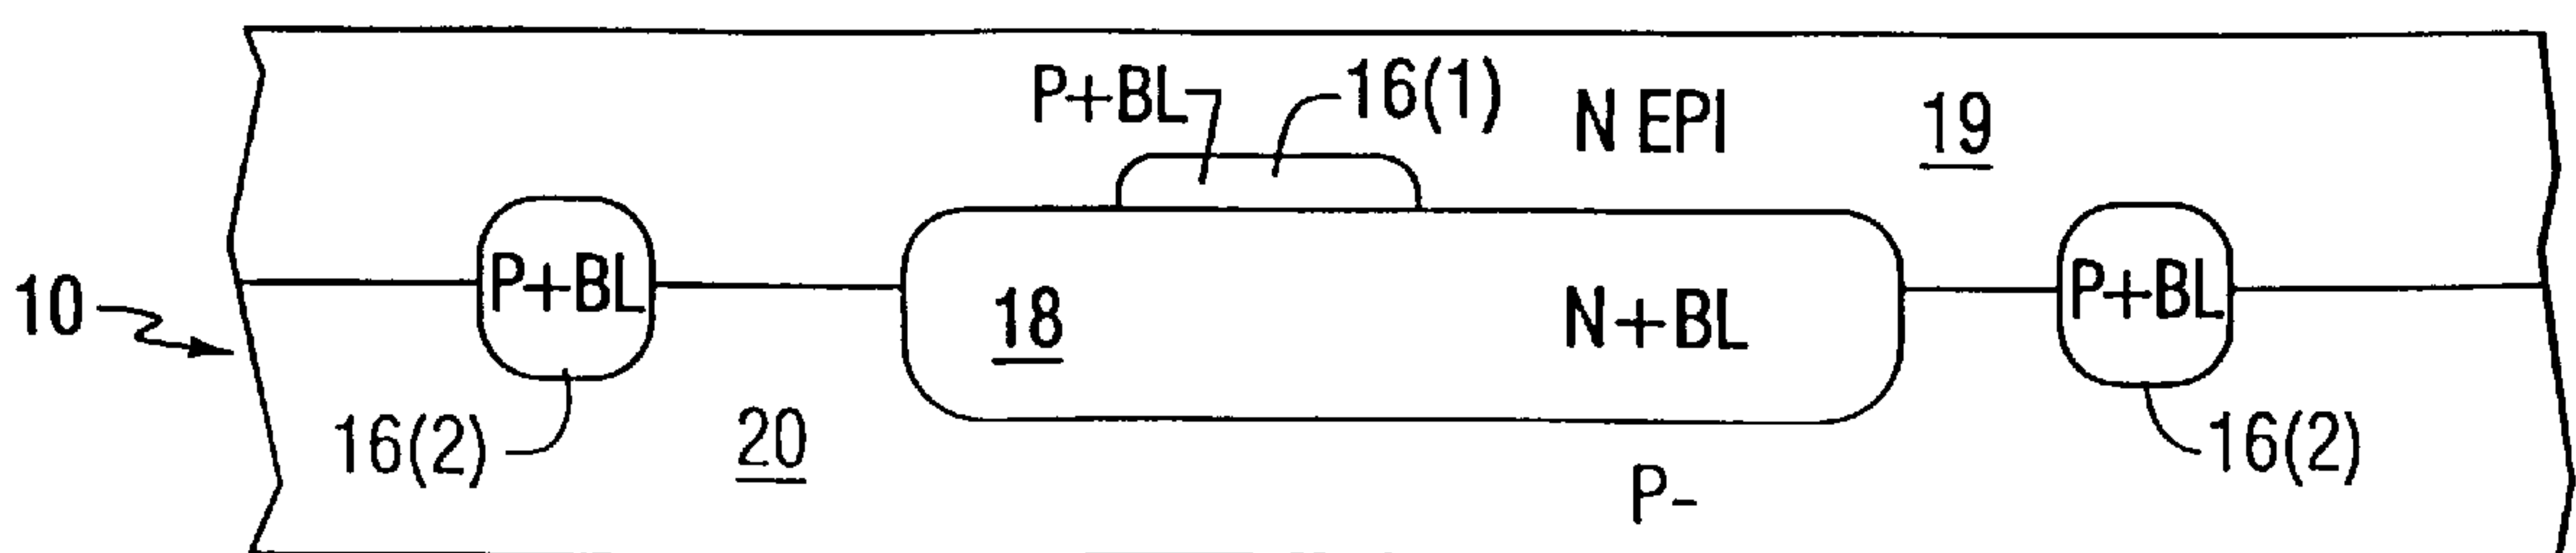 P+BL
16(1)
N EPI
19
10
P+BL
18
N+BL
P+BL
16(2)
20
P-
16(2)